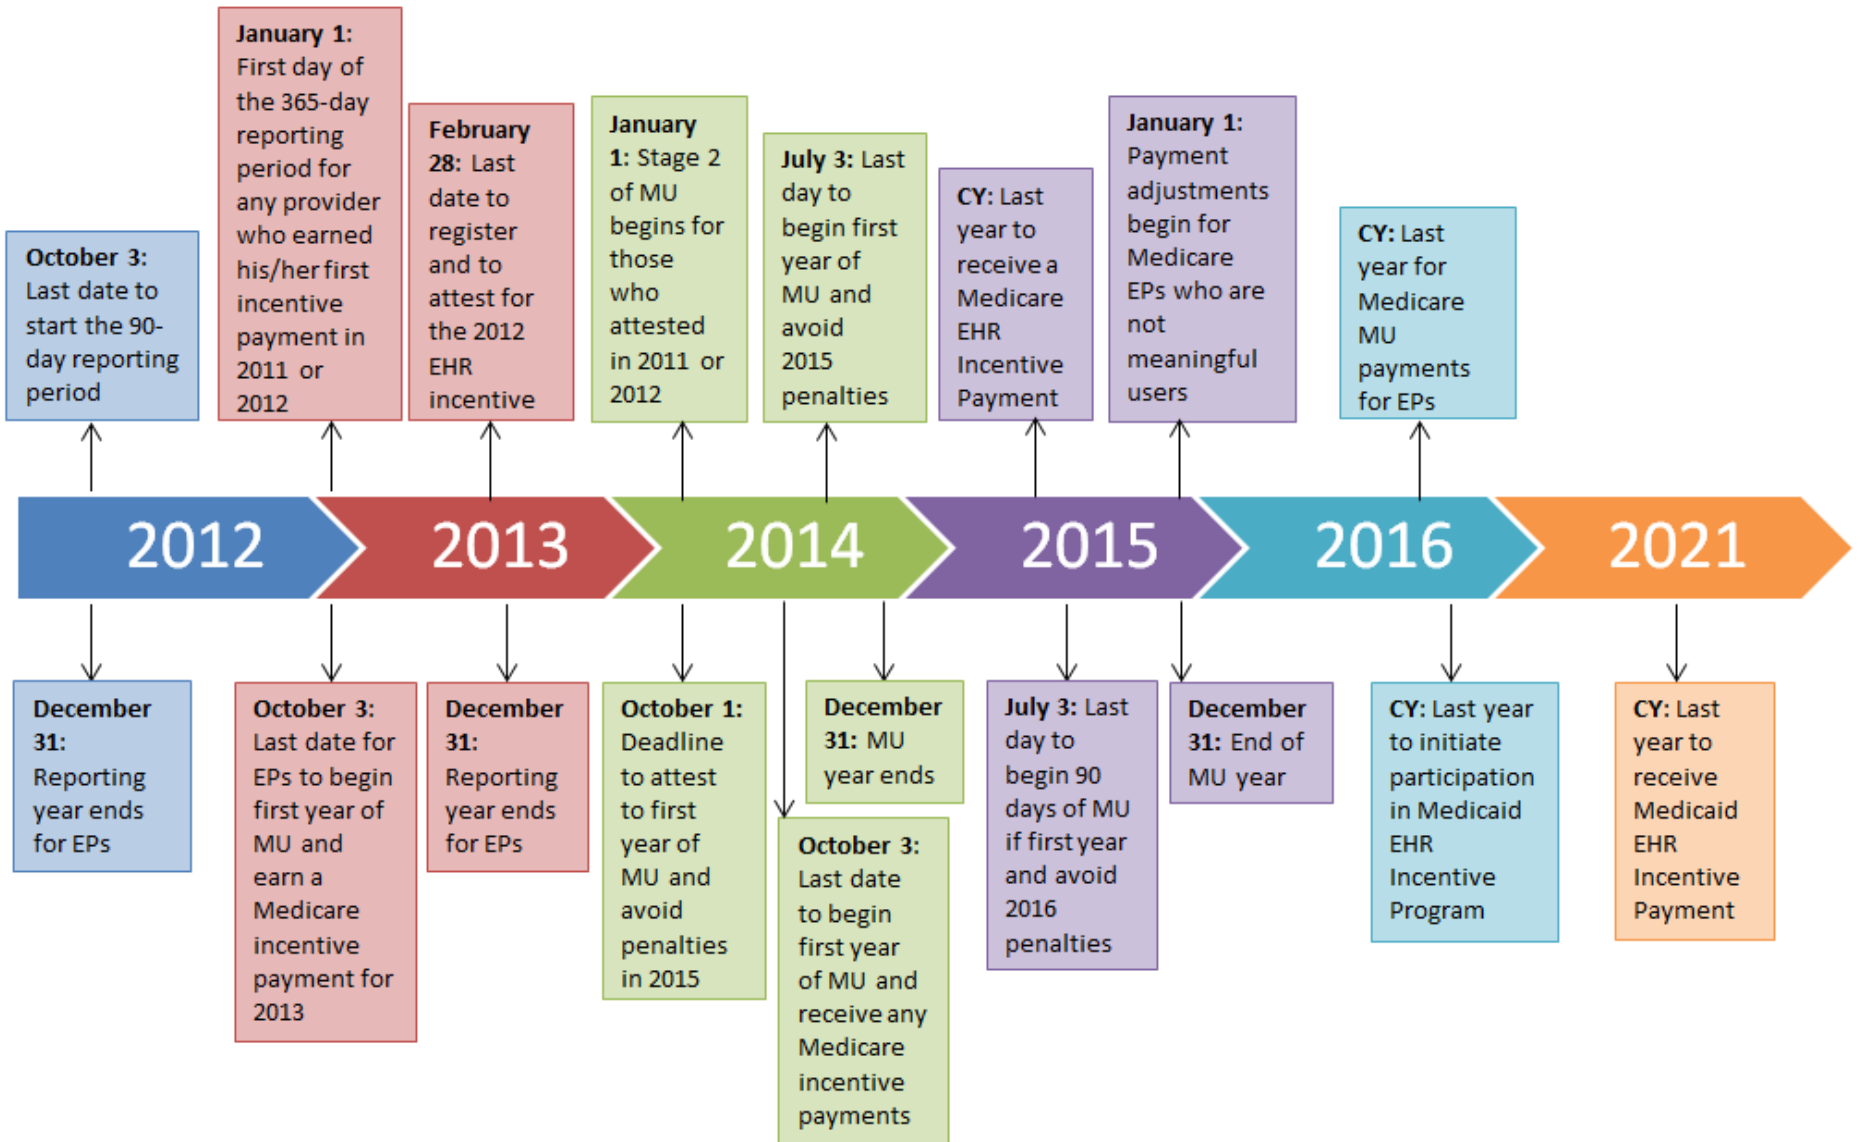 October 3:
Last date to
start the 90-
day reporting
period
January 1:
First day of
the 365-day
reporting
period for
any provider
who earned
his/her first
incentive
payment in
2011 or
2012
February
28: Last
date to
register
and to
attest for
the 2012
EHR
incentive
January
1: Stage 2
of MU
begins for
those
who
attested
in 2011 or
2012
July 3: Last
day to
begin first
year of
MU and
avoid
2015
penalties
CY: Last
year to
receive a
Medicare
EHR
Incentive
Payment
January 1:
Payment
adjustments
begin for
Medicare
EPs who are
not
meaningful
users
CY: Last
year for
Medicare
MU
payments
for EPs
2012
2013
2014
2015
2016
2021
December
31:
Reporting
year ends
for EPs
October 3:
Last date for
EPs to begin
first year of
MU and
earn a
Medicare
incentive
payment for
2013
December
31:
Reporting
year ends
for EPs
October 1:
Deadline
to attest
to first
year of
MU and
avoid
penalties
in 2015
October 3:
Last date
to begin
first year
of MU and
receive any
Medicare
incentive
payments
December
31: MU
year ends
July 3: Last
day to
begin 90
days of MU
if first year
and avoid
2016
penalties
December
31: End of
MU year
CY: Last year
to initiate
participation
in Medicaid
EHR
Incentive
Program
CY: Last
year to
receive
Medicaid
EHR
Incentive
Payment